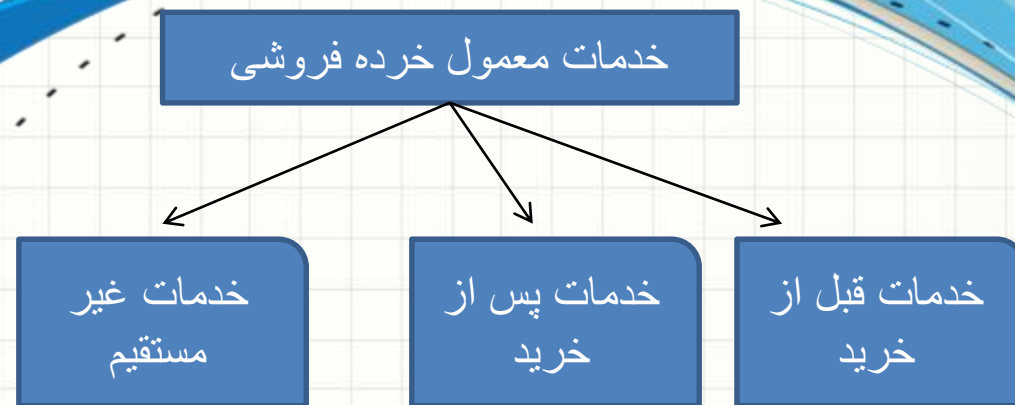 خدمات معمول خرده فروشی
خدمات قبل از
خرید
خدمات پس از
خرید
خدمات غیر
مستقیم